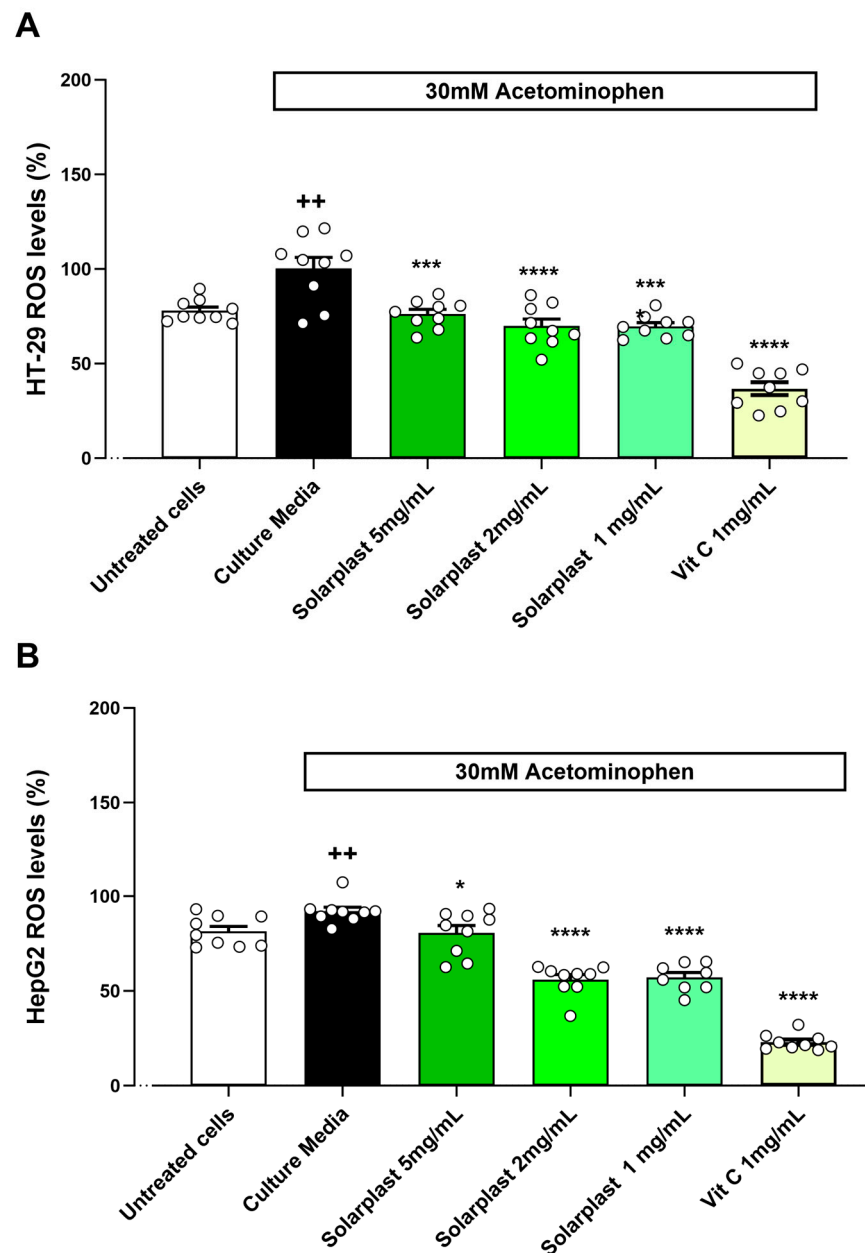 A
200
30mM Acetominophen
150
++
100
***
****
***
*
****
50
0
HT-29 ROS levels (%)
Untreated cells
Culture Media
Solarplast 5mg/mL
Solarplast 2mg/mL
Solarplast 1 mg/mL
Vit C 1mg/mL
B
200
30mM Acetominophen
150
++
100
*
****
****
50
****
0
HepG2 ROS levels (%)
Untreated cells
Culture Media
Solarplast 5mg/mL
Solarplast 2mg/mL
Solarplast 1 mg/mL
Vit C 1mg/mL